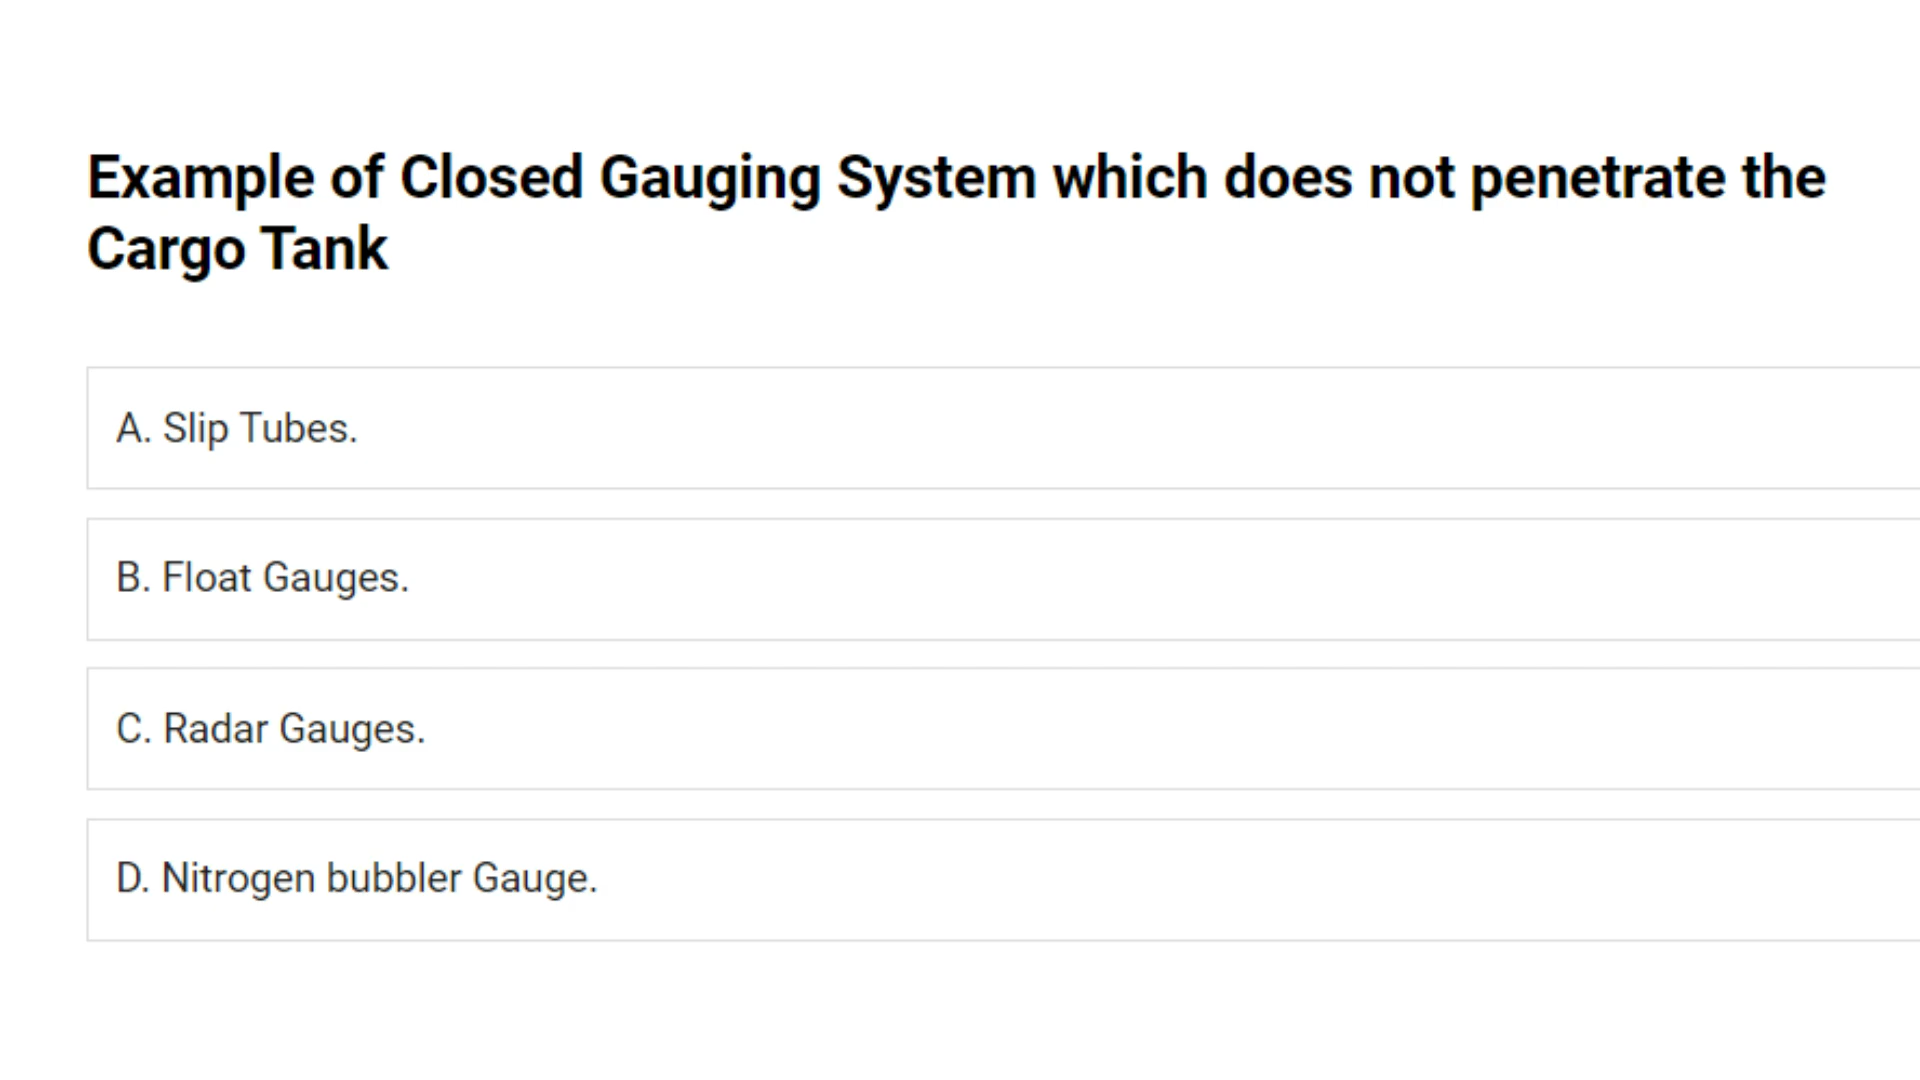 Example of Closed Gauging System which does not penetrate the
Cargo Tank
A. Slip Tubes.
B. Float Gauges.
C. Radar Gauges.
D. Nitrogen bubbler Gauge.